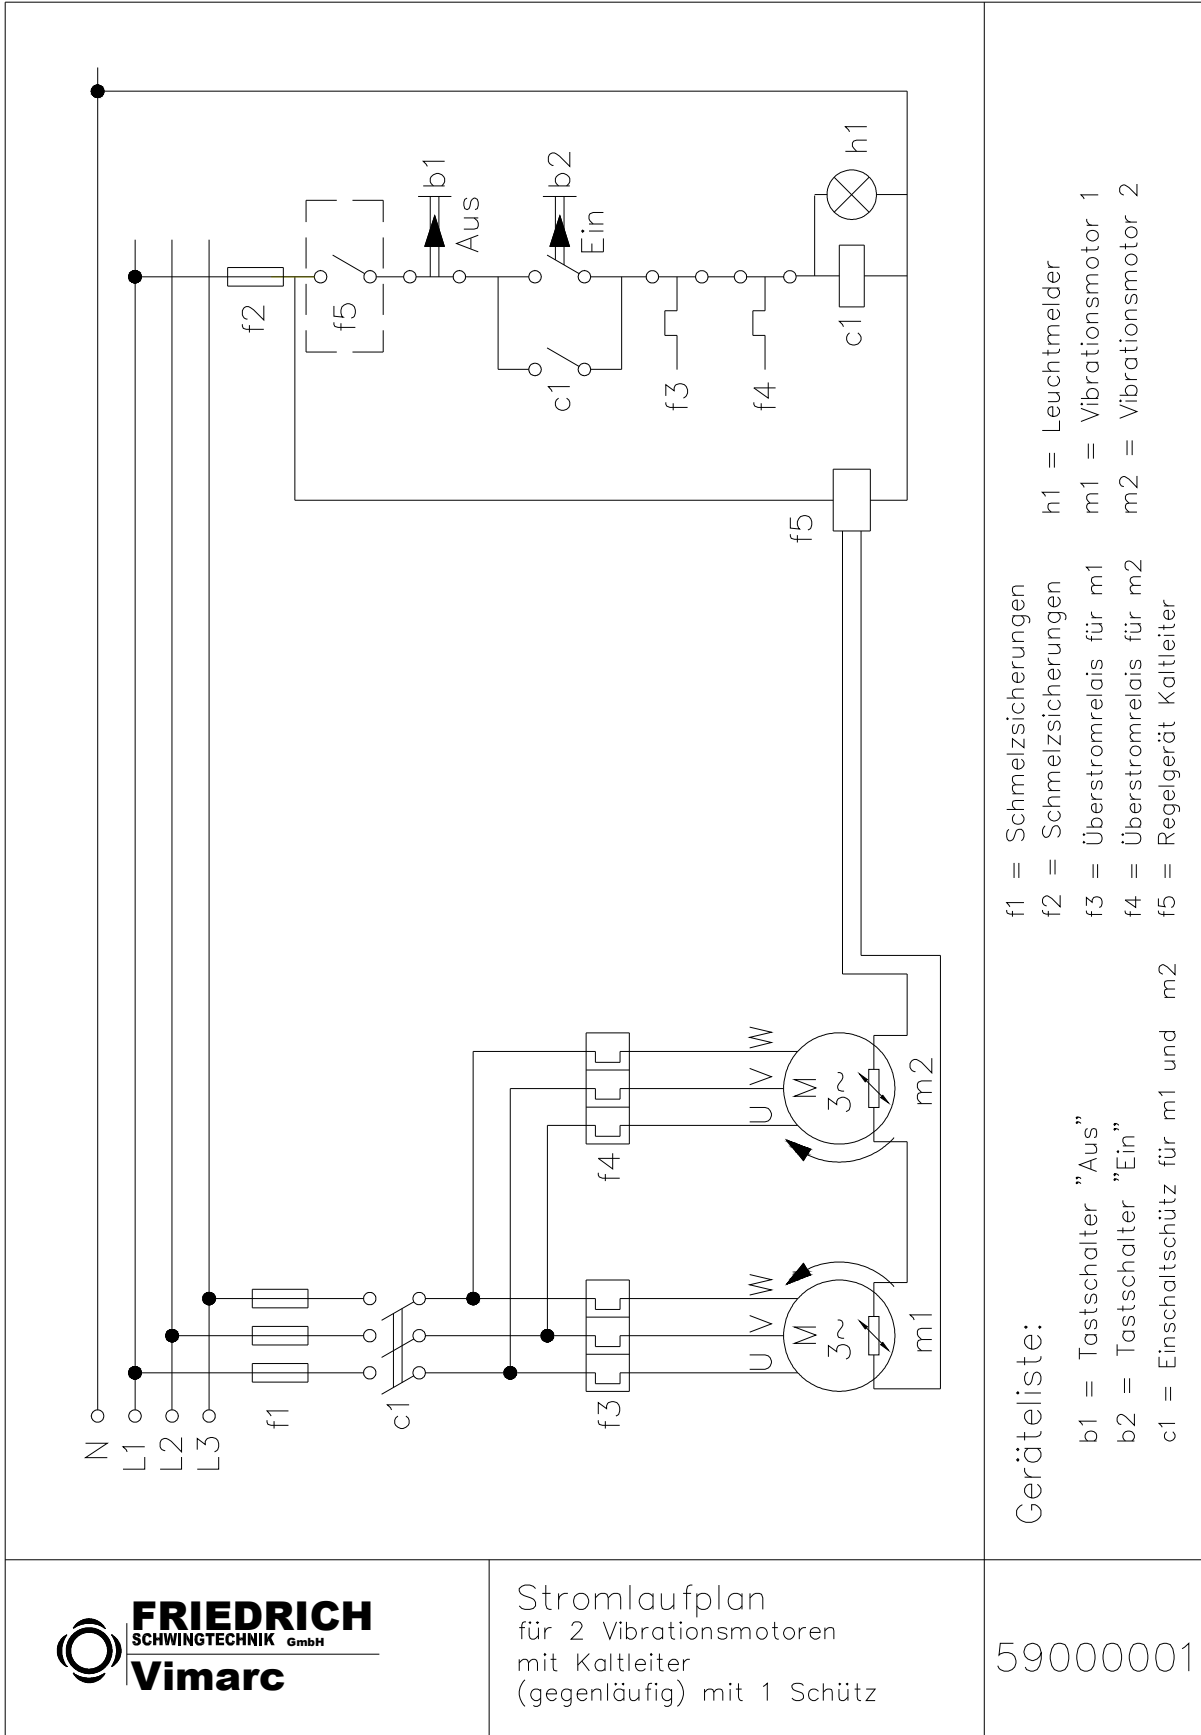 N
L1
L2
L3
f1
c1
f3
f4
U V W
U V W
M
3~
m1
M
3~
m2
f5
f2
f5
b1
Aus
b2
Ein
c1
f3
f4
c1
h1
Geräteliste:
b1 = Tastschalter "Aus"
b2 = Tastschalter "Ein"
c1 = Einschaltschütz für m1 und m2
f1 = Schmelzsicherungen
f2 = Schmelzsicherungen
f3 = Überstromrelais für m1
f4 = Überstromrelais für m2
f5 = Regelgerät Kaltleiter
h1 = Leuchtmelder
m1 = Vibrationsmotor 1
m2 = Vibrationsmotor 2
FRIEDRICH
SCHWINGTECHNIK GmbH
Vimarc
Stromlaufplan
für 2 Vibrationsmotoren
mit Kaltleiter
(gegenläufig) mit 1 Schütz
59000001